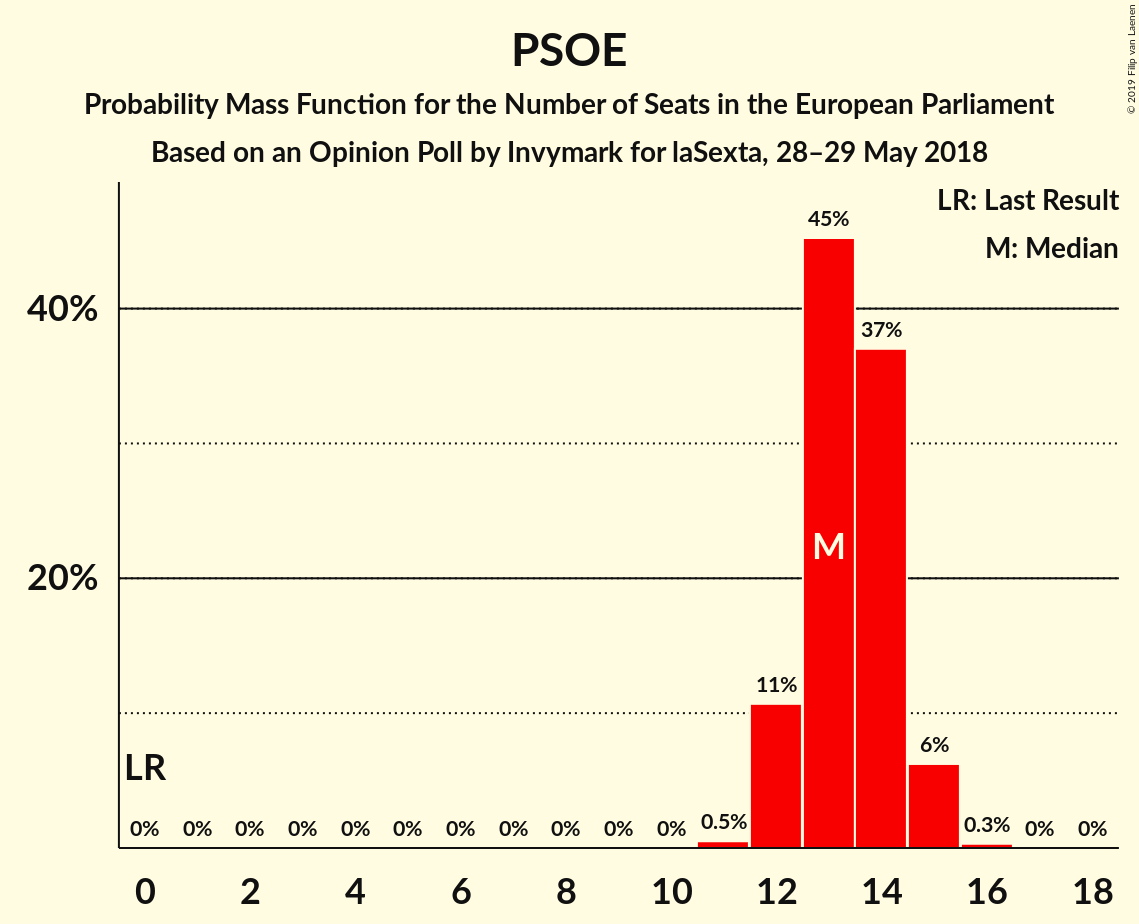 PSOE
Probability Mass Function for the Number of Seats in the European Parliament
Based on an Opinion Poll by Invymark for laSexta, 28–29 May 2018
© 2019 Filip van Laenen
LR: Last Result
M: Median
45%
40%
37%
M
20%
11%
6%
LR
0% 0% 0% 0% 0% 0% 0% 0% 0% 0% 0% 0.5% 0.3% 0% 0%
0 2 4 6 8 10 12 14 16 18